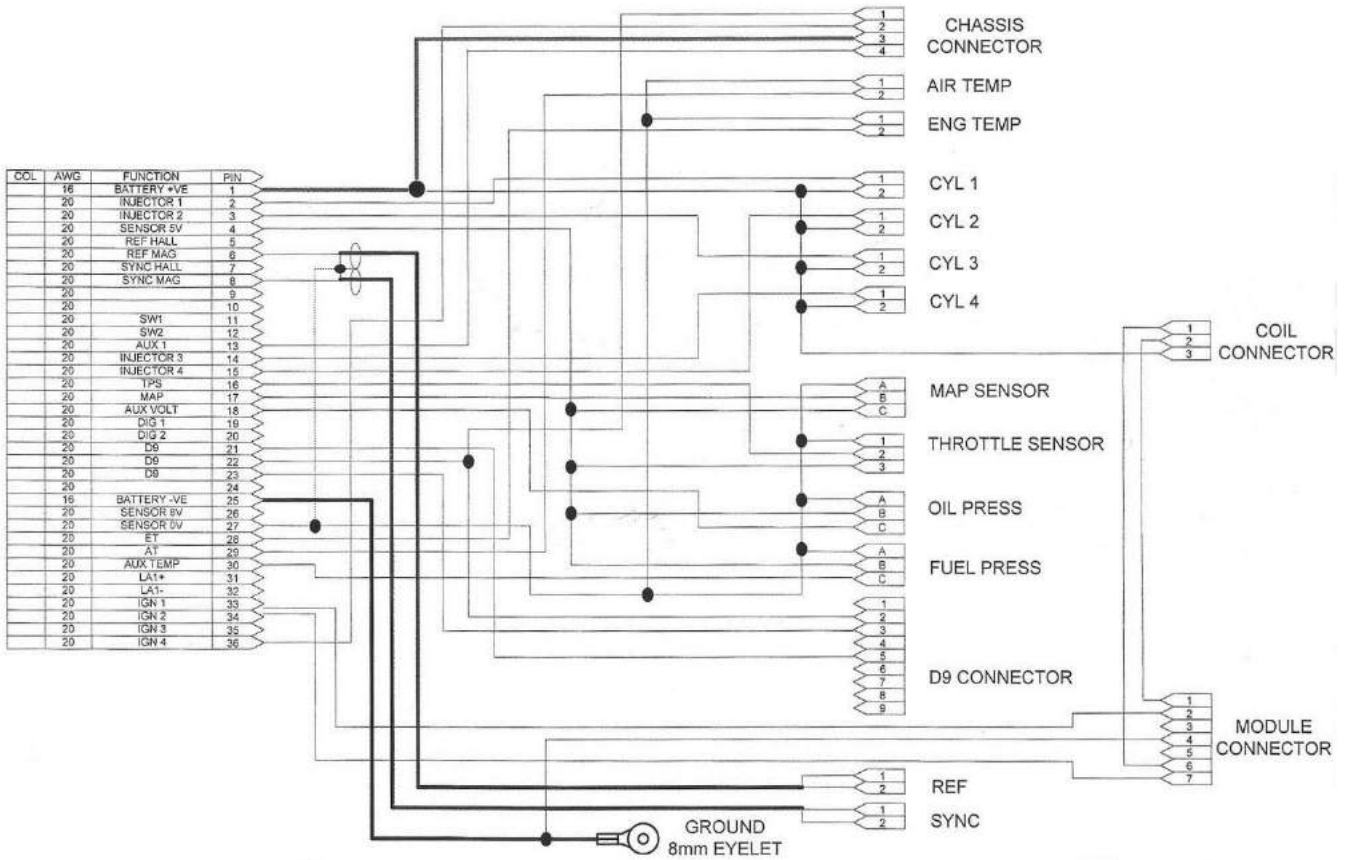 COL AWG FUNCTION PIN
16 BATTERY +VE 1
20 INJECTOR 1 2
20 INJECTOR 2 3
20 SENSOR 5V 4
20 REF HALL 5
20 REF MAG 6
20 SYNC HALL 7
20 SYNC MAG 8
20 9
20 10
20 SW1 11
20 SW2 12
20 AUX 1 13
20 INJECTOR 3 14
20 INJECTOR 4 15
20 TPS 16
20 MAP 17
20 AUX VOLT 18
20 DIG 1 19
20 DIG 2 20
20 D9 21
20 D9 22
20 D9 23
20 24
16 BATTERY -VE 25
20 SENSOR 8V 26
20 SENSOR 0V 27
20 ET 28
20 AT 29
20 AUX TEMP 30
20 LA1+ 31
20 LA1- 32
20 IGN 1 33
20 IGN 2 34
20 IGN 3 35
20 IGN 4 36
1
2
3
4
CHASSIS
CONNECTOR
1
2
AIR TEMP
1
2
ENG TEMP
1
2
CYL 1
1
2
CYL 2
1
2
CYL 3
1
2
CYL 4
1
2
3
COIL
CONNECTOR
A
B
C
MAP SENSOR
1
2
3
THROTTLE SENSOR
A
B
C
OIL PRESS
A
B
C
FUEL PRESS
1
2
3
4
5
6
7
8
9
D9 CONNECTOR
1
2
3
4
5
6
7
MODULE
CONNECTOR
1
2
REF
1
2
SYNC
GROUND
8mm EYELET